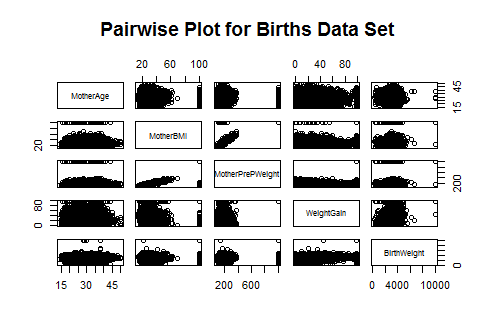 Pairwise Plot for Births Data Set
20 60 100
0 40 80
MotherAge
15 45
MotherBMI
20
MotherPrePWeight
200
WeightGain
0 80
BirthWeight
0
15 30 45
200 600
0 4000 10000